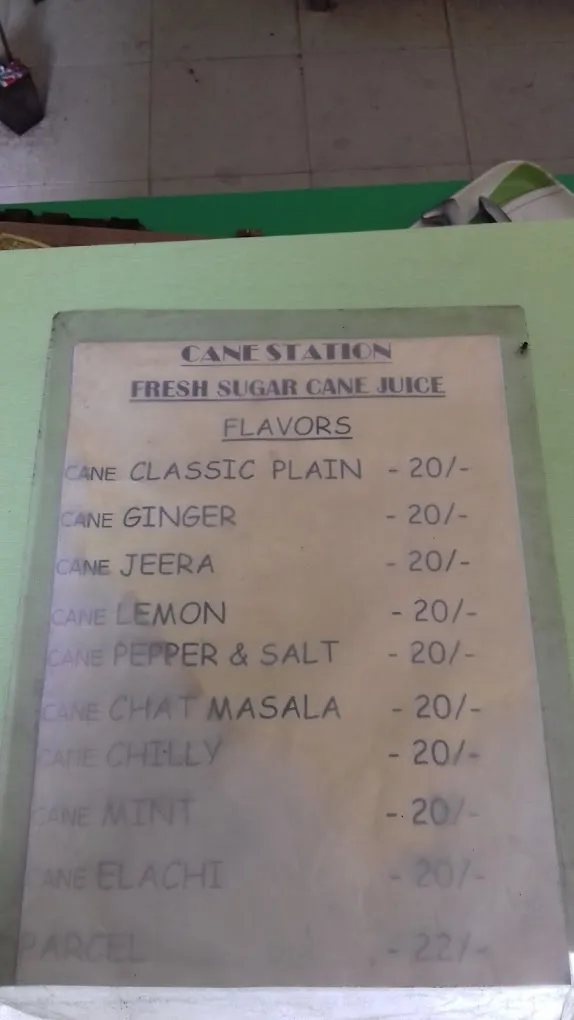 CANE STATION
FRESH SUGAR CANE JUICE
FLAVORS
CANE CLASSIC PLAIN - 20/-
CANE GINGER - 20/-
CANE JEERA - 20/-
CANE LEMON - 20/-
CANE PEPPER & SALT - 20/-
CANE CHAT MASALA - 20/-
CANE CHILLY - 20/-
CANE MINT - 20/-
CANE ELACHI - 20/-
PARCEL - 22/-